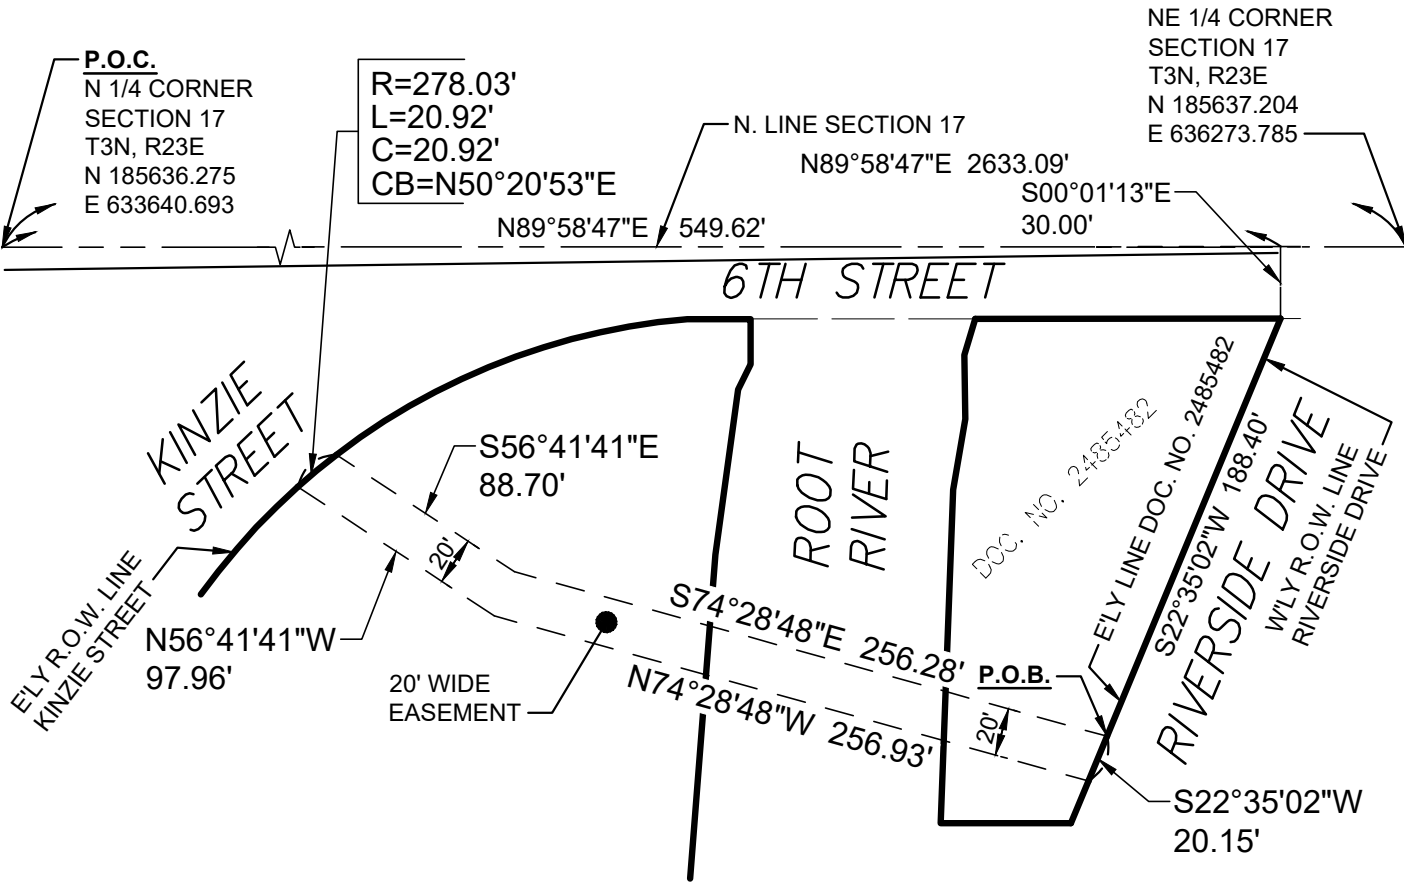 P.O.C.
N 1/4 CORNER
SECTION 17
T3N, R23E
N 185636.275
E 633640.693
R=278.03'
L=20.92'
C=20.92'
CB=N50°20'53"E
N. LINE SECTION 17
N89°58'47"E 2633.09'
N89°58'47"E 549.62'
S00°01'13"E
30.00'
NE 1/4 CORNER
SECTION 17
T3N, R23E
N 185637.204
E 636273.785
6TH STREET
KINZIE
STREET
S56°41'41"E
88.70'
20'
E'LY R.O.W. LINE
KINZIE STREET
N56°41'41"W
97.96'
20' WIDE
EASEMENT
ROOT
RIVER
S74°28'48"E 256.28'
N74°28'48"W 256.93'
DOC. NO. 2485482
E'LY LINE DOC. NO. 2485482
S22°35'02"W 188.40'
RIVERSIDE DRIVE
W'LY R.O.W. LINE
RIVERSIDE DRIVE
P.O.B.
20'
S22°35'02"W
20.15'